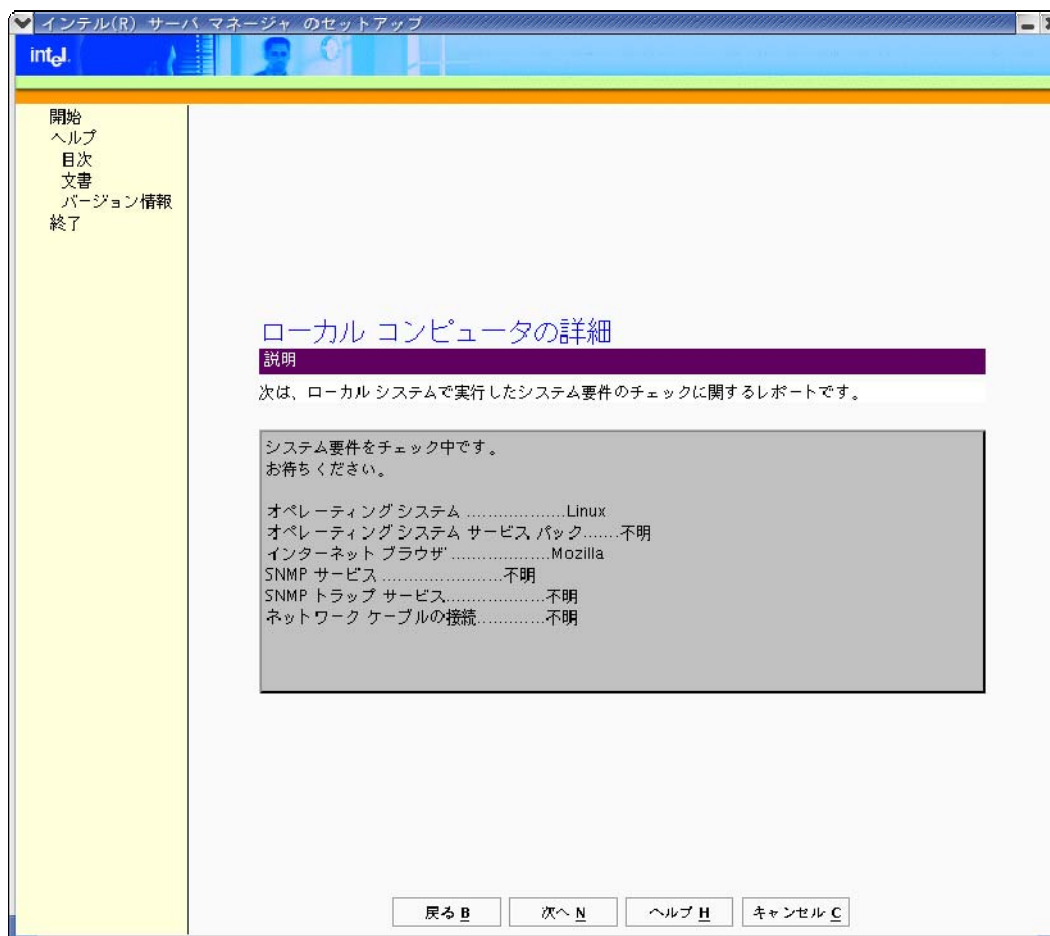 インテル(R) サーバ マネージャ のセットアップ
intel.
開始
ヘルプ
目次
文書
バージョン情報
終了
ローカル コンピュータの詳細
説明
次は、ローカル システムで実行したシステム要件のチェックに関するレポートです。
システム要件をチェック中です。
お待ちください。
オペレーティング システム ...................Linux
オペレーティング システム サービス パック.......不明
インターネット ブラウザ ...................Mozilla
SNMP サービス .......................不明
SNMP トラップ サービス...................不明
ネットワーク ケーブルの接続.............不明
戻る B
次へ N
ヘルプ H
キャンセル C